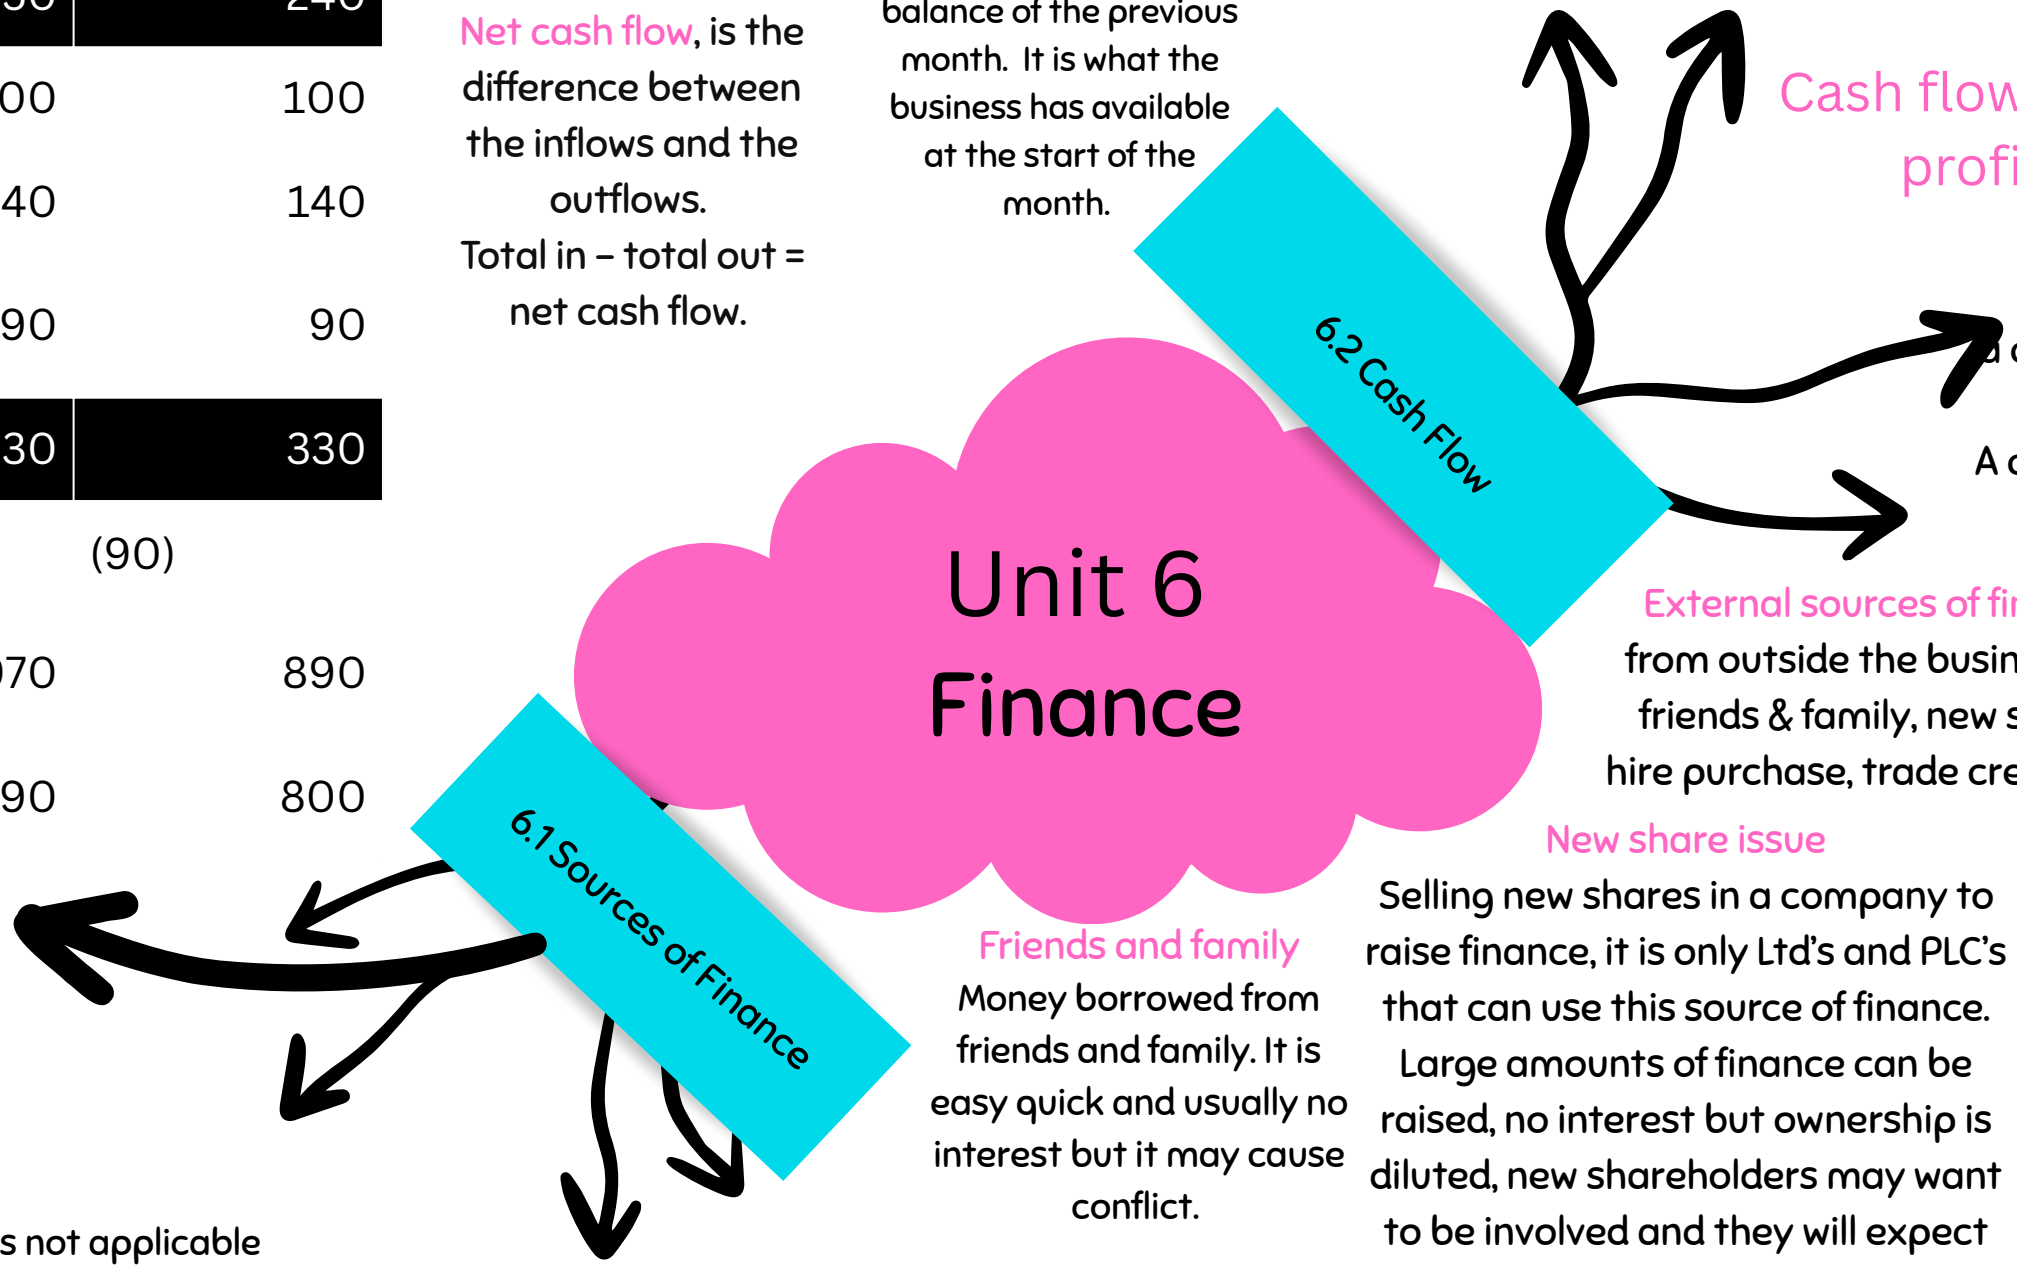 240
100
140
90
30 330
(90)
890
90 800
s not applicable
Net cash flow, is the
difference between
the inflows and the
outflows.
Total in – total out =
net cash flow.
balance of the previous
month. It is what the
business has available
at the start of the
month.
6.2 Cash Flow
Cash flow
Unit 6
Finance
6.1 Sources of Finance
External sources of
from outside the
friends & family, new
hire purchase, trade
Friends and family
Money borrowed from
friends and family. It is
easy quick and usually no
interest but it may cause
conflict.
New share issue
Selling new shares in a company to
raise finance, it is only Ltd's and PLC's
that can use this source of finance.
Large amounts of finance can be
raised, no interest but ownership is
diluted, new shareholders may want
to be involved and they will expect